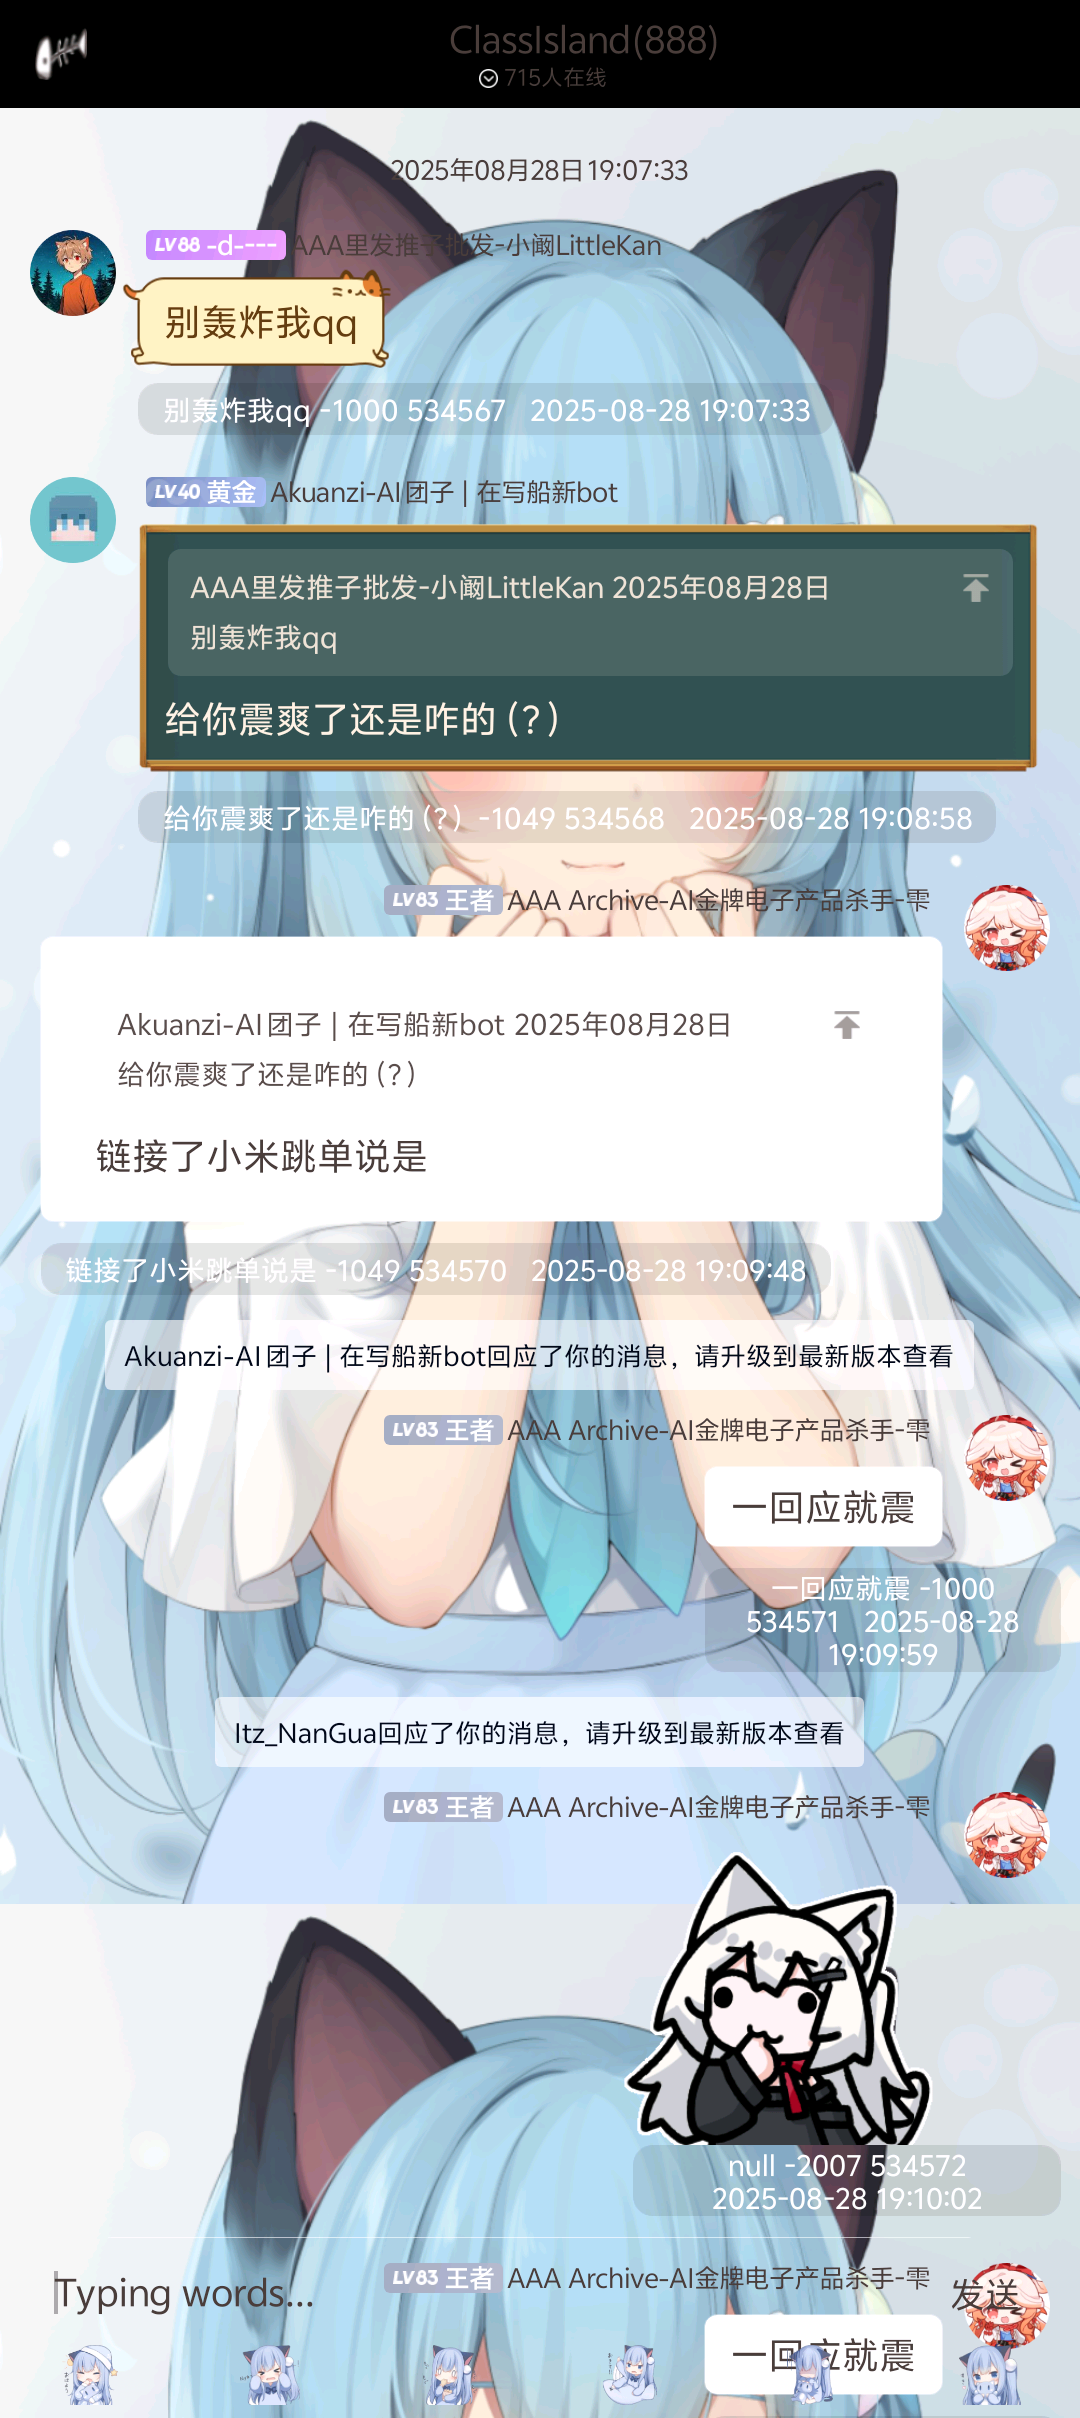 ClassIsland(888)
715人在线
2025年08月28日19:07:33
LV88 -d---- AAA里发推子批发-小阚LittleKan
别轰炸我qq
别轰炸我qq -1000 534567 2025-08-28 19:07:33
LV40 黄金 Akuanzi-AI团子 | 在写船新bot
AAA里发推子批发-小阚LittleKan 2025年08月28日
别轰炸我qq
给你震爽了还是咋的（？）
给你震爽了还是咋的（？）-1049 534568 2025-08-28 19:08:58
LV83 王者 AAA Archive-AI金牌电子产品杀手-雫
Akuanzi-AI团子 | 在写船新bot 2025年08月28日
给你震爽了还是咋的（？）
链接了小米跳单说是
链接了小米跳单说是 -1049 534570 2025-08-28 19:09:48
Akuanzi-AI团子 | 在写船新bot回应了你的消息，请升级到最新版本查看
LV83 王者 AAA Archive-AI金牌电子产品杀手-雫
一回应就震
一回应就震 -1000
534571 2025-08-28
19:09:59
Itz_NanGua回应了你的消息，请升级到最新版本查看
LV83 王者 AAA Archive-AI金牌电子产品杀手-雫
null -2007 534572
2025-08-28 19:10:02
LV83 王者 AAA Archive-AI金牌电子产品杀手-雫
Typing words...
发送
一回应就震